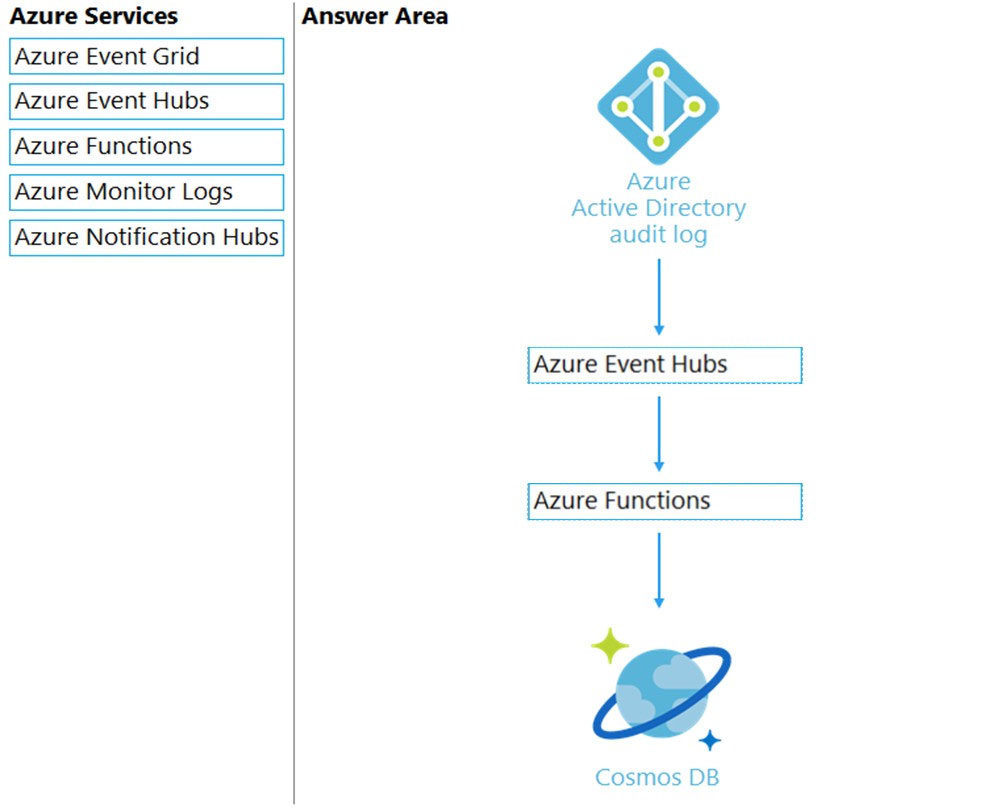 Azure Services
Azure Event Grid
Azure Event Hubs
Azure Functions
Azure Monitor Logs
Azure Notification Hubs
Answer Area
Azure
Active Directory
audit log
Azure Event Hubs
Azure Functions
Cosmos DB